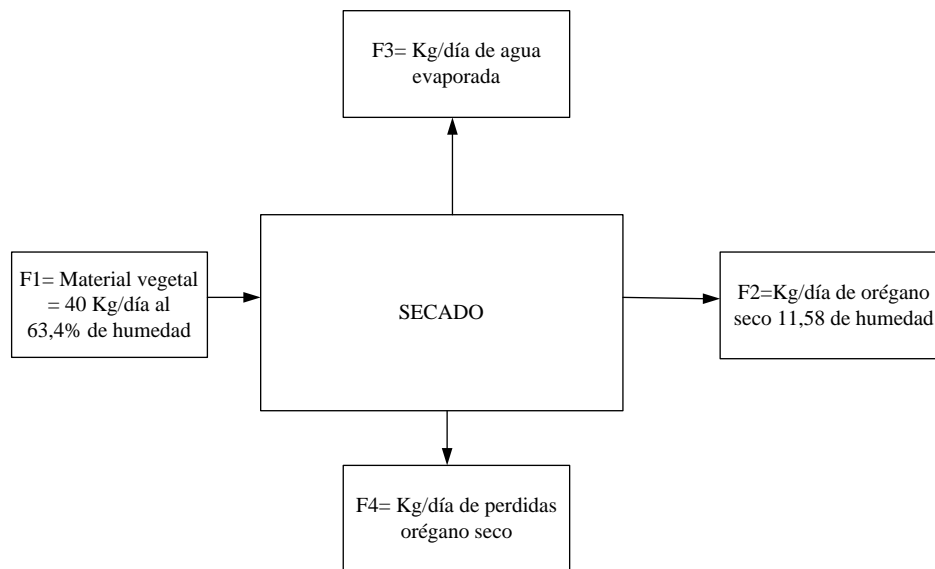 F3= Kg/día de agua
evaporada
F1= Material vegetal
= 40 Kg/día al
63,4% de humedad
SECADO
F2=Kg/día de orégano
seco 11,58 de humedad
F4= Kg/día de perdidas
orégano seco